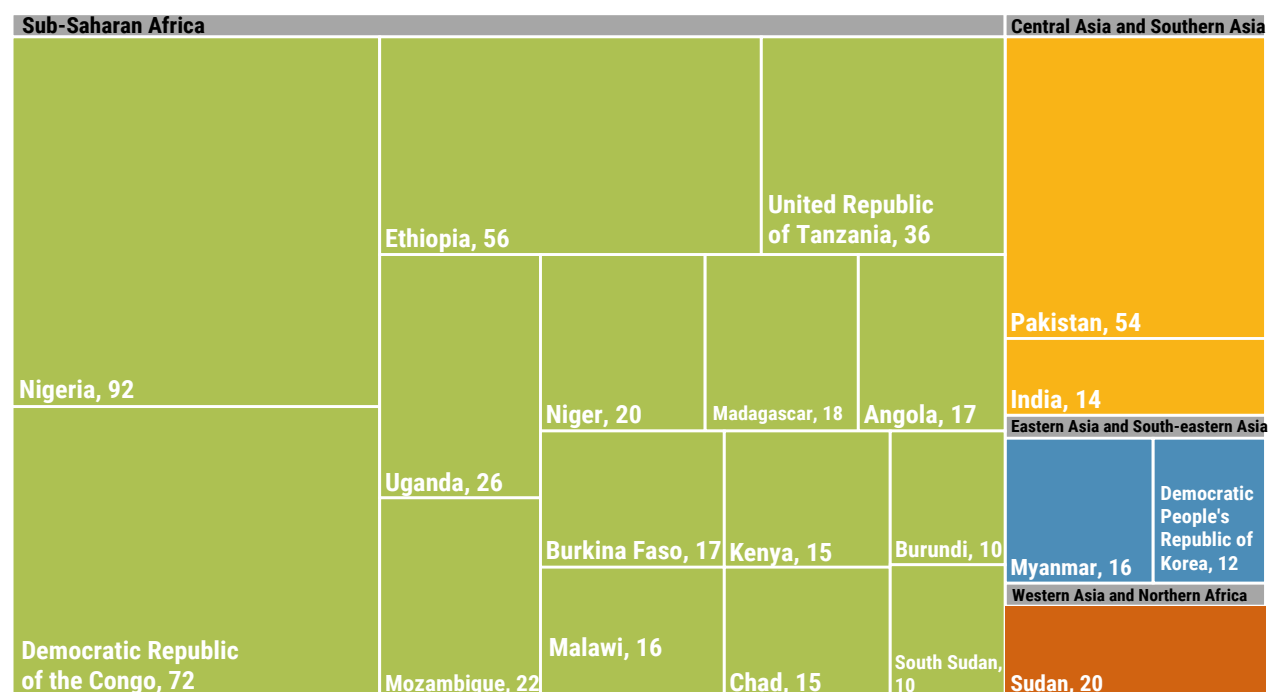 Sub-Saharan Africa
Nigeria, 92
Democratic Republic
of the Congo, 72
Ethiopia, 56
United Republic
of Tanzania, 36
Uganda, 26
Mozambique, 22
Niger, 20
Madagascar, 18
Angola, 17
Burkina Faso, 17
Kenya, 15
Burundi, 10
Malawi, 16
Chad, 15
South Sudan,
10
Central Asia and Southern Asia
Pakistan, 54
India, 14
Eastern Asia and South-eastern Asia
Myanmar, 16
Democratic
People's
Republic of
Korea, 12
Western Asia and Northern Africa
Sudan, 20